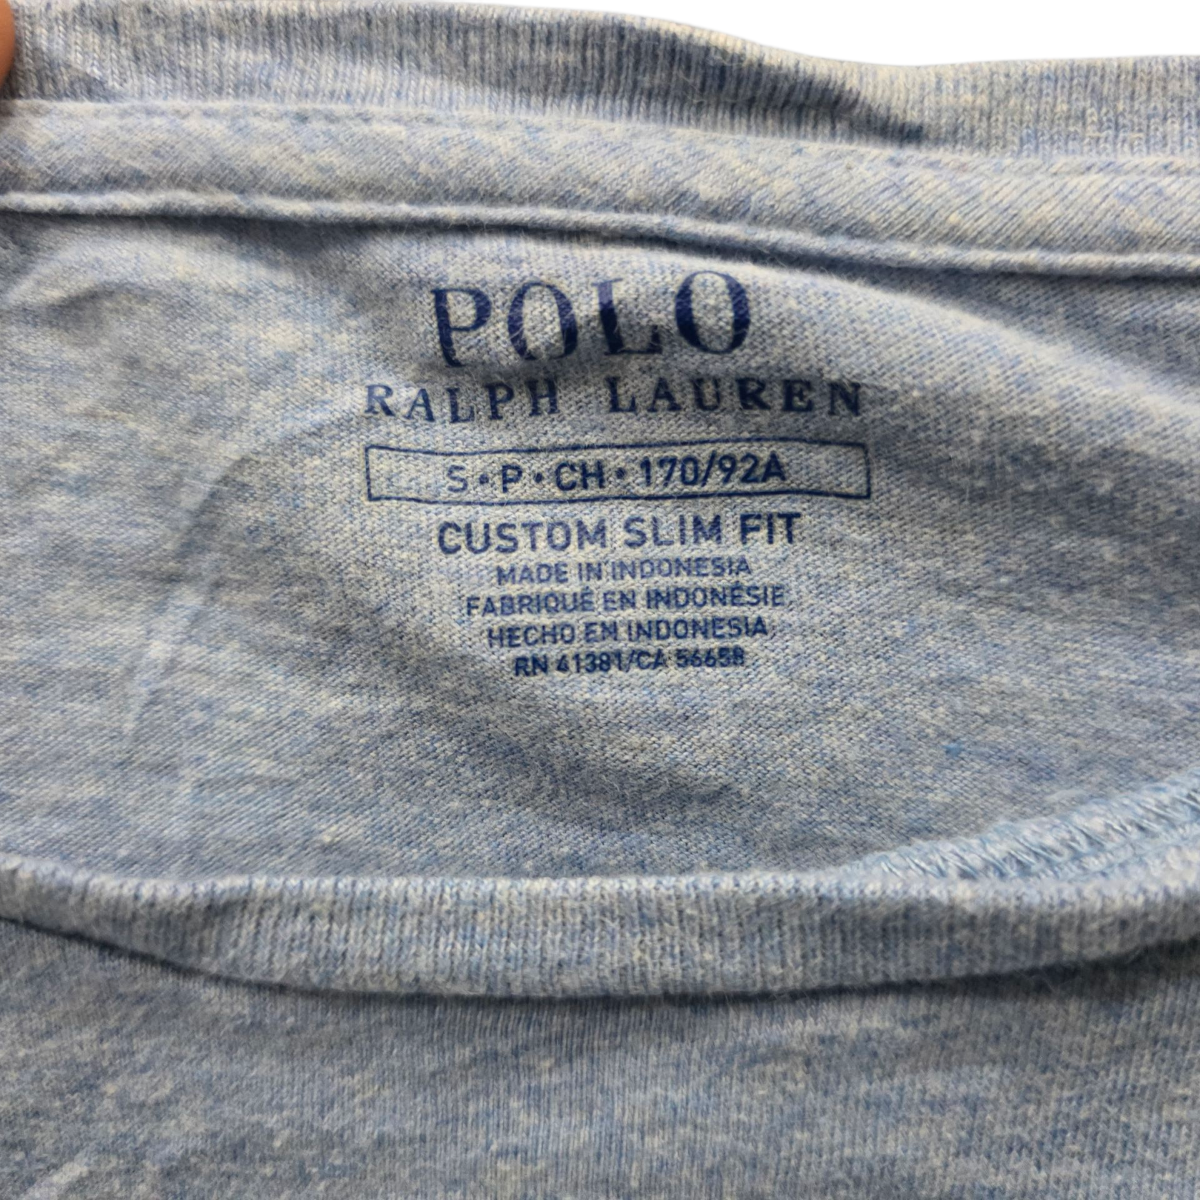 POLO
RALPH LAUREN
S • P • CH • 170/92A
CUSTOM SLIM FIT
MADE IN INDONESIA
FABRIQUÉ EN INDONÉSIE
HECHO EN INDONESIA
RN 41381/CA 56658